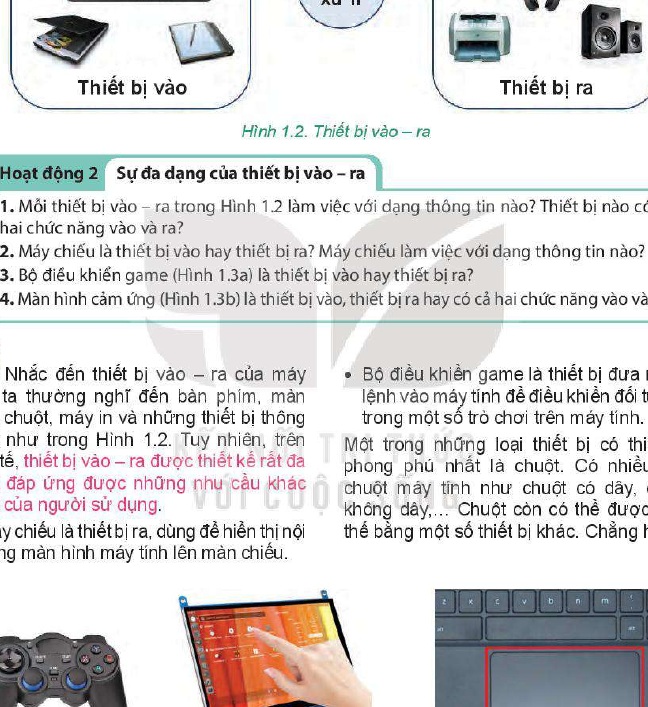 Thiết bị vào
Thiết bị ra
Hình 1.2. Thiết bị vào – ra
Hoạt động 2 Sự đa dạng của thiết bị vào – ra
1. Mỗi thiết bị vào – ra trong Hình 1.2 làm việc với dạng thông tin nào? Thiết bị nào có
hai chức năng vào và ra?
2. Máy chiếu là thiết bị vào hay thiết bị ra? Máy chiếu làm việc với dạng thông tin nào?
3. Bộ điều khiển game (Hình 1.3a) là thiết bị vào hay thiết bị ra?
4. Màn hình cảm ứng (Hình 1.3b) là thiết bị vào, thiết bị ra hay có cả hai chức năng vào và
Nhắc đến thiết bị vào – ra của máy
ta thường nghĩ đến bàn phím, màn
chuột, máy in và những thiết bị thông
như trong Hình 1.2. Tuy nhiên, trên
tế, thiết bị vào – ra được thiết kế rất đa
đáp ứng được những nhu cầu khác
của người sử dụng.
chiếu là thiết bị ra, dùng để hiển thị nội
màn hình máy tính lên màn chiếu.
• Bộ điều khiển game là thiết bị đưa
lệnh vào máy tính để điều khiển đối
trong một số trò chơi trên máy tính.
Một trong những loại thiết bị có
phong phú nhất là chuột. Có
chuột máy tính như chuột có dây,
không dây,... Chuột còn có thể được
thế bằng một số thiết bị khác. Chẳng
KẾT NỐI TRI THỨC
VỚI CUỘC SỐNG
z x c v b n m